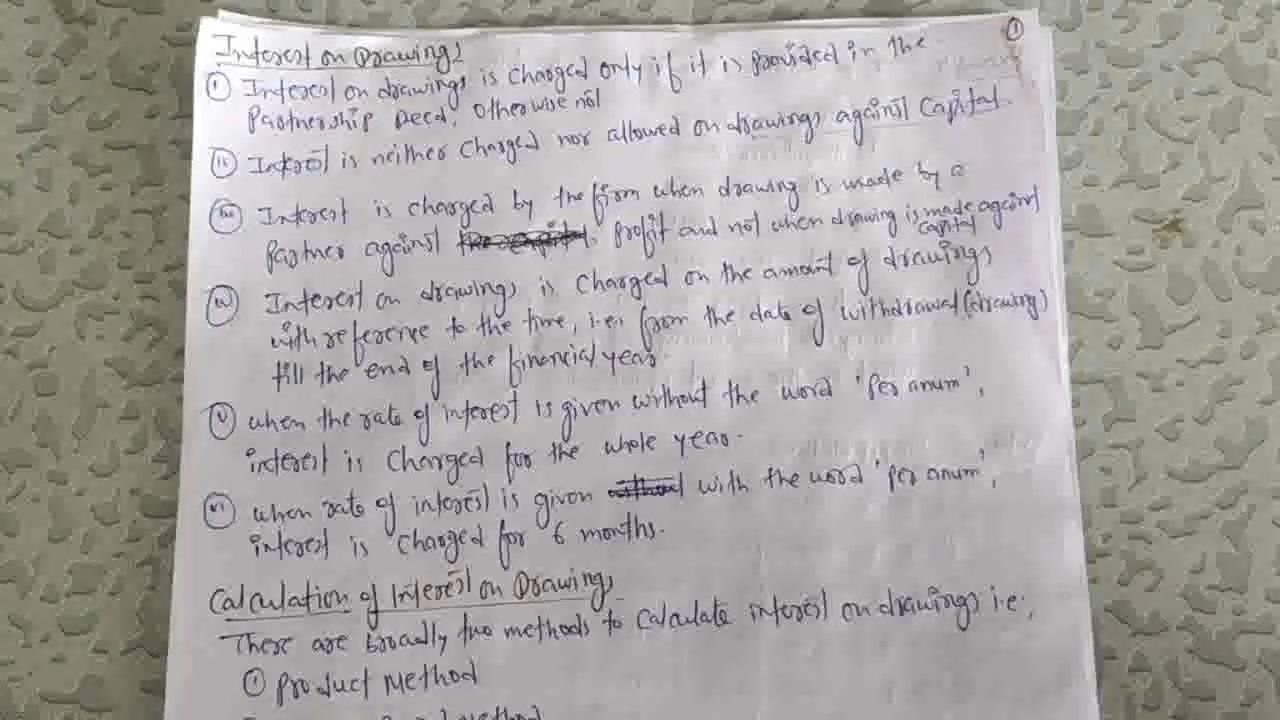 ①
Interest on Drawings
(i) Interest on drawings is charged only if it is provided in the
Partnership Deed, otherwise not
(ii) Interest is neither charged nor allowed on drawings against Capital.
(iii) Interest is charged by the firm when drawing is made by a
Partner against profit and not when drawing is made against
capital
(iv) Interest on drawings is charged on the amount of drawings
with reference to the time, i.e. from the date of withdrawal (drawing)
till the end of the financial year.
(v) when the rate of interest is given without the word 'Per anum',
interest is charged for the whole year.
(vi) when rate of interest is given with the word 'per anum',
interest is charged for 6 months.
Calculation of Interest on Drawings
There are broadly two methods to calculate interest on drawings i.e.,
① Product Method
Method